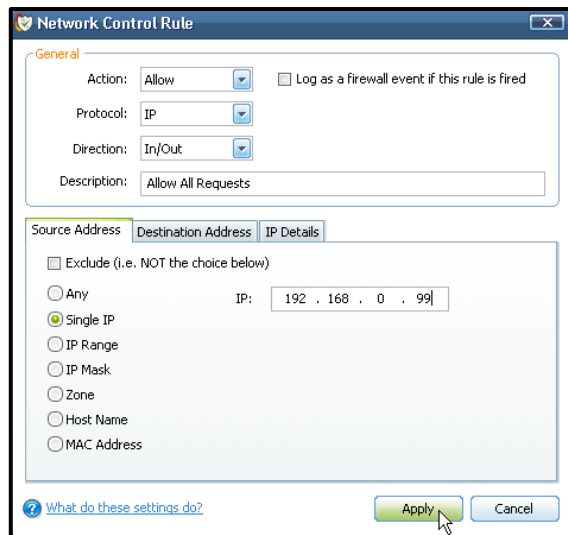 Network Control Rule
General
Action: Allow Log as a firewall event if this rule is fired
Protocol: IP
Direction: In/Out
Description: Allow All Requests
Source Address Destination Address IP Details
Exclude (i.e. NOT the choice below)
Any IP: 192 . 168 . 0 . 99
Single IP
IP Range
IP Mask
Zone
Host Name
MAC Address
? What do these settings do? Apply Cancel